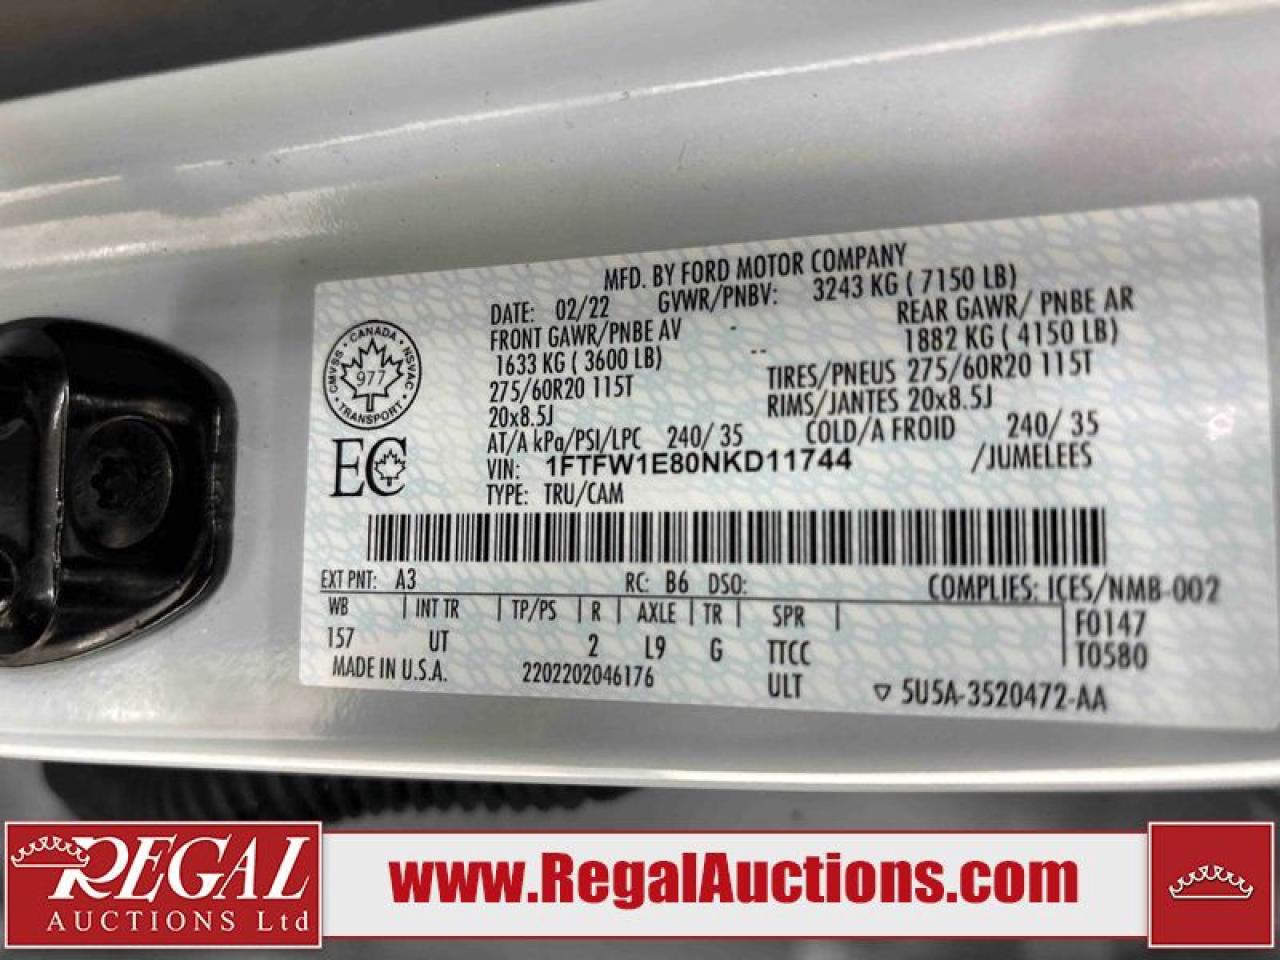 MFD. BY FORD MOTOR COMPANY
DATE: 02/22 GVWR/PNBV: 3243 KG ( 7150 LB)
FRONT GAWR/PNBE AV REAR GAWR/ PNBE AR
1633 KG ( 3600 LB) 1882 KG ( 4150 LB)
275/60R20 115T TIRES/PNEUS 275/60R20 115T
20x8.5J RIMS/JANTES 20x8.5J
AT/A kPa/PSI/LPC 240/ 35 COLD/A FROID 240/ 35
VIN: 1FTFW1E80NKD11744 /JUMELEES
TYPE: TRU/CAM
CMVSS · CANADA · NSVAC
977
TRANSPORT
EC
EXT PNT: A3 RC: B6 DSO: COMPLIES: ICES/NMB-002
WB | INT TR | TP/PS | R | AXLE | TR | SPR | F0147
157 UT 2 L9 G TTCC T0580
MADE IN U.S.A. 2202202046176 ULT ▽ 5U5A-3520472-AA
REGAL
AUCTIONS Ltd
www.RegalAuctions.com